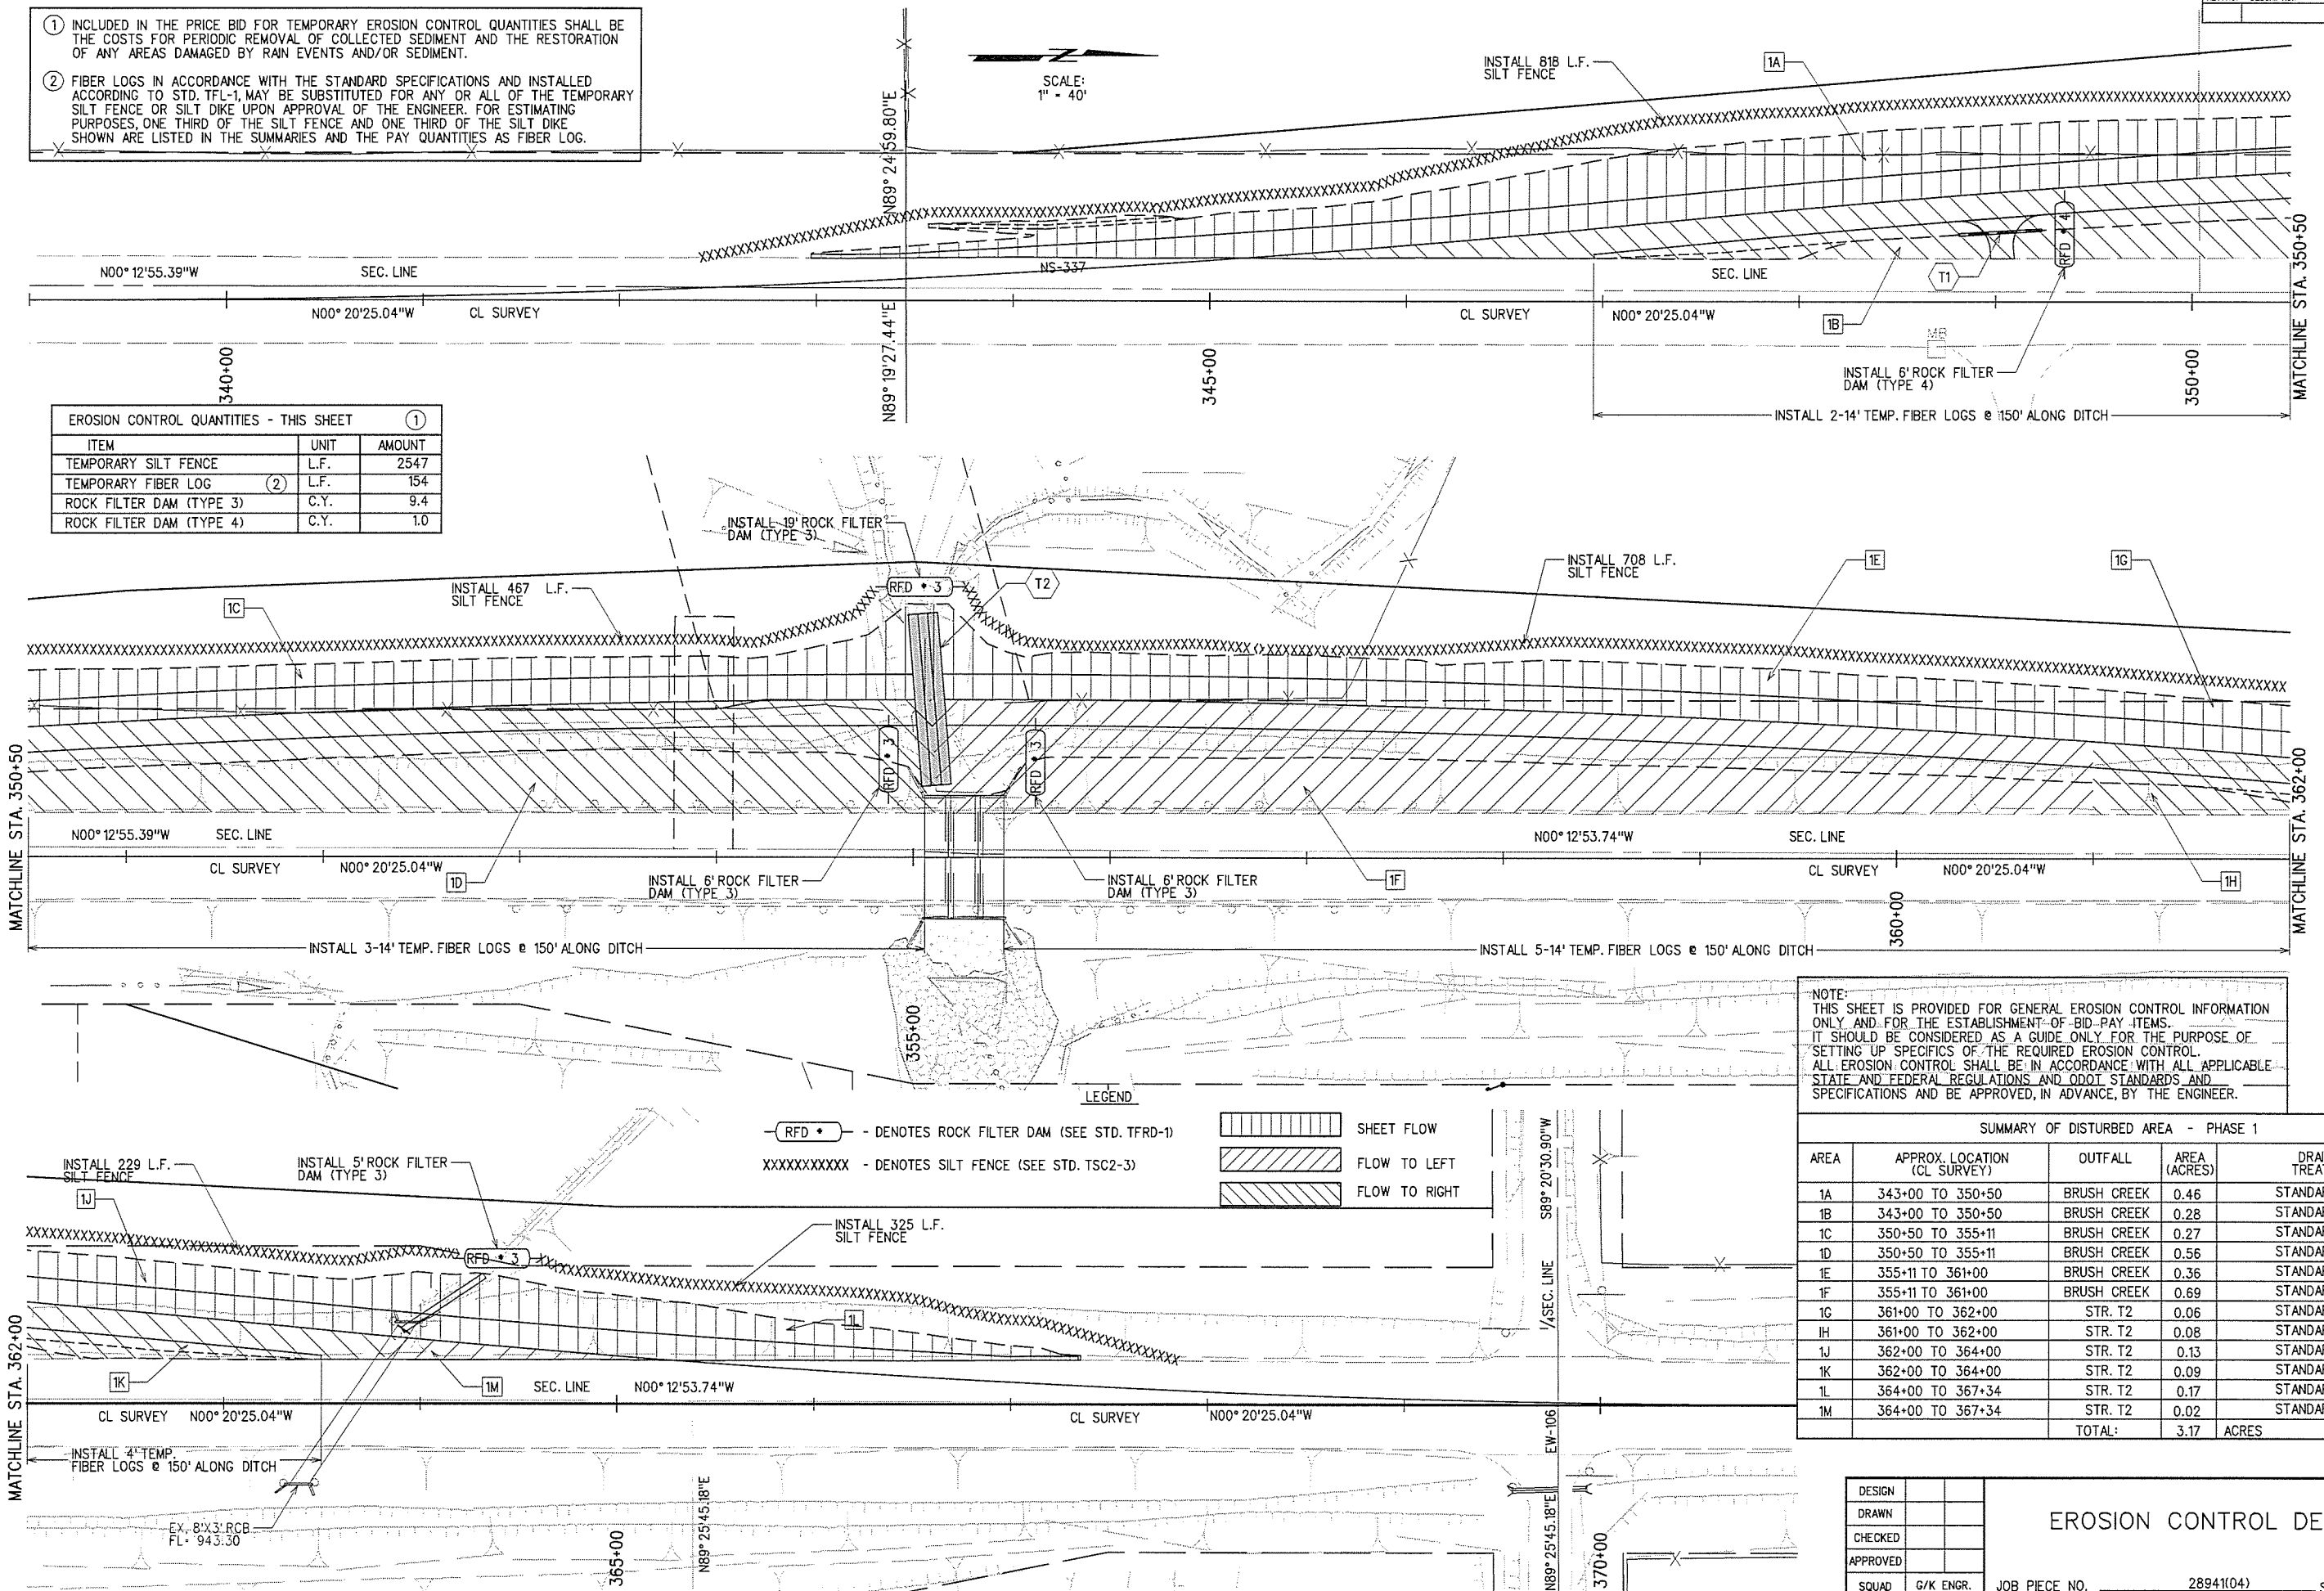 ① INCLUDED IN THE PRICE BID FOR TEMPORARY EROSION CONTROL QUANTITIES SHALL BE
THE COSTS FOR PERIODIC REMOVAL OF COLLECTED SEDIMENT AND THE RESTORATION
OF ANY AREAS DAMAGED BY RAIN EVENTS AND/OR SEDIMENT.
② FIBER LOGS IN ACCORDANCE WITH THE STANDARD SPECIFICATIONS AND INSTALLED
ACCORDING TO STD. TFL-1, MAY BE SUBSTITUTED FOR ANY OR ALL OF THE TEMPORARY
SILT FENCE OR SILT DIKE UPON APPROVAL OF THE ENGINEER. FOR ESTIMATING
PURPOSES, ONE THIRD OF THE SILT FENCE AND ONE THIRD OF THE SILT DIKE
SHOWN ARE LISTED IN THE SUMMARIES AND THE PAY QUANTITIES AS FIBER LOG.
N
SCALE:
1" = 40'
N89° 24'59.80"E
INSTALL 818 L.F.
SILT FENCE
1A
N00° 12'55.39"W
SEC. LINE
NS-337
SEC. LINE
T1
RFD • 4
N00° 20'25.04"W
CL SURVEY
N89° 19'27.44"E
CL SURVEY
N00° 20'25.04"W
1B
MB
340+00
345+00
350+00
INSTALL 6' ROCK FILTER
DAM (TYPE 4)
INSTALL 2-14' TEMP. FIBER LOGS @ 150' ALONG DITCH
MATCHLINE STA. 350+50
EROSION CONTROL QUANTITIES - THIS SHEET ①
ITEM UNIT AMOUNT
TEMPORARY SILT FENCE L.F. 2547
TEMPORARY FIBER LOG ② L.F. 154
ROCK FILTER DAM (TYPE 3) C.Y. 9.4
ROCK FILTER DAM (TYPE 4) C.Y. 1.0
INSTALL 19' ROCK FILTER
DAM (TYPE 3)
INSTALL 467 L.F.
SILT FENCE
1C
RFD • 3
T2
INSTALL 708 L.F.
SILT FENCE
1E
1G
RFD • 3
RFD • 3
MATCHLINE STA. 350+50
N00° 12'55.39"W
SEC. LINE
N00° 12'53.74"W
SEC. LINE
CL SURVEY
N00° 20'25.04"W
1D
INSTALL 6' ROCK FILTER
DAM (TYPE 3)
INSTALL 6' ROCK FILTER
DAM (TYPE 3)
1F
CL SURVEY
N00° 20'25.04"W
1H
MATCHLINE STA. 362+00
INSTALL 3-14' TEMP. FIBER LOGS @ 150' ALONG DITCH
INSTALL 5-14' TEMP. FIBER LOGS @ 150' ALONG DITCH
355+00
360+00
NOTE:
THIS SHEET IS PROVIDED FOR GENERAL EROSION CONTROL INFORMATION
ONLY AND FOR THE ESTABLISHMENT OF BID PAY ITEMS.
IT SHOULD BE CONSIDERED AS A GUIDE ONLY FOR THE PURPOSE OF
SETTING UP SPECIFICS OF THE REQUIRED EROSION CONTROL.
ALL EROSION CONTROL SHALL BE IN ACCORDANCE WITH ALL APPLICABLE
STATE AND FEDERAL REGULATIONS AND ODOT STANDARDS AND
SPECIFICATIONS AND BE APPROVED, IN ADVANCE, BY THE ENGINEER.
LEGEND
RFD • - DENOTES ROCK FILTER DAM (SEE STD. TFRD-1)
XXXXXXXXXXX - DENOTES SILT FENCE (SEE STD. TSC2-3)
SHEET FLOW
FLOW TO LEFT
FLOW TO RIGHT
SUMMARY OF DISTURBED AREA - PHASE 1
AREA APPROX. LOCATION (CL SURVEY) OUTFALL AREA (ACRES)
1A 343+00 TO 350+50 BRUSH CREEK 0.46
1B 343+00 TO 350+50 BRUSH CREEK 0.28
1C 350+50 TO 355+11 BRUSH CREEK 0.27
1D 350+50 TO 355+11 BRUSH CREEK 0.56
1E 355+11 TO 361+00 BRUSH CREEK 0.36
1F 355+11 TO 361+00 BRUSH CREEK 0.69
1G 361+00 TO 362+00 STR. T2 0.06
IH 361+00 TO 362+00 STR. T2 0.08
1J 362+00 TO 364+00 STR. T2 0.13
1K 362+00 TO 364+00 STR. T2 0.09
1L 364+00 TO 367+34 STR. T2 0.17
1M 364+00 TO 367+34 STR. T2 0.02
TOTAL: 3.17 ACRES
INSTALL 229 L.F.
SILT FENCE
1J
INSTALL 5' ROCK FILTER
DAM (TYPE 3)
RFD • 3
INSTALL 325 L.F.
SILT FENCE
1L
S89° 20'30.90"W
1/4SEC. LINE
MATCHLINE STA. 362+00
1K
1M
SEC. LINE
N00° 12'53.74"W
CL SURVEY
N00° 20'25.04"W
CL SURVEY
N00° 20'25.04"W
INSTALL 4' TEMP.
FIBER LOGS @ 150' ALONG DITCH
EX. 8'X3' RCB
FL= 943.30
365+00
N89° 25'45.18"E
EW-106
N89° 25'45.18"E
370+00
DESIGN
DRAWN
CHECKED
APPROVED
SQUAD G/K ENGR.
EROSION CONTROL DE
JOB PIECE NO. 28941(04)